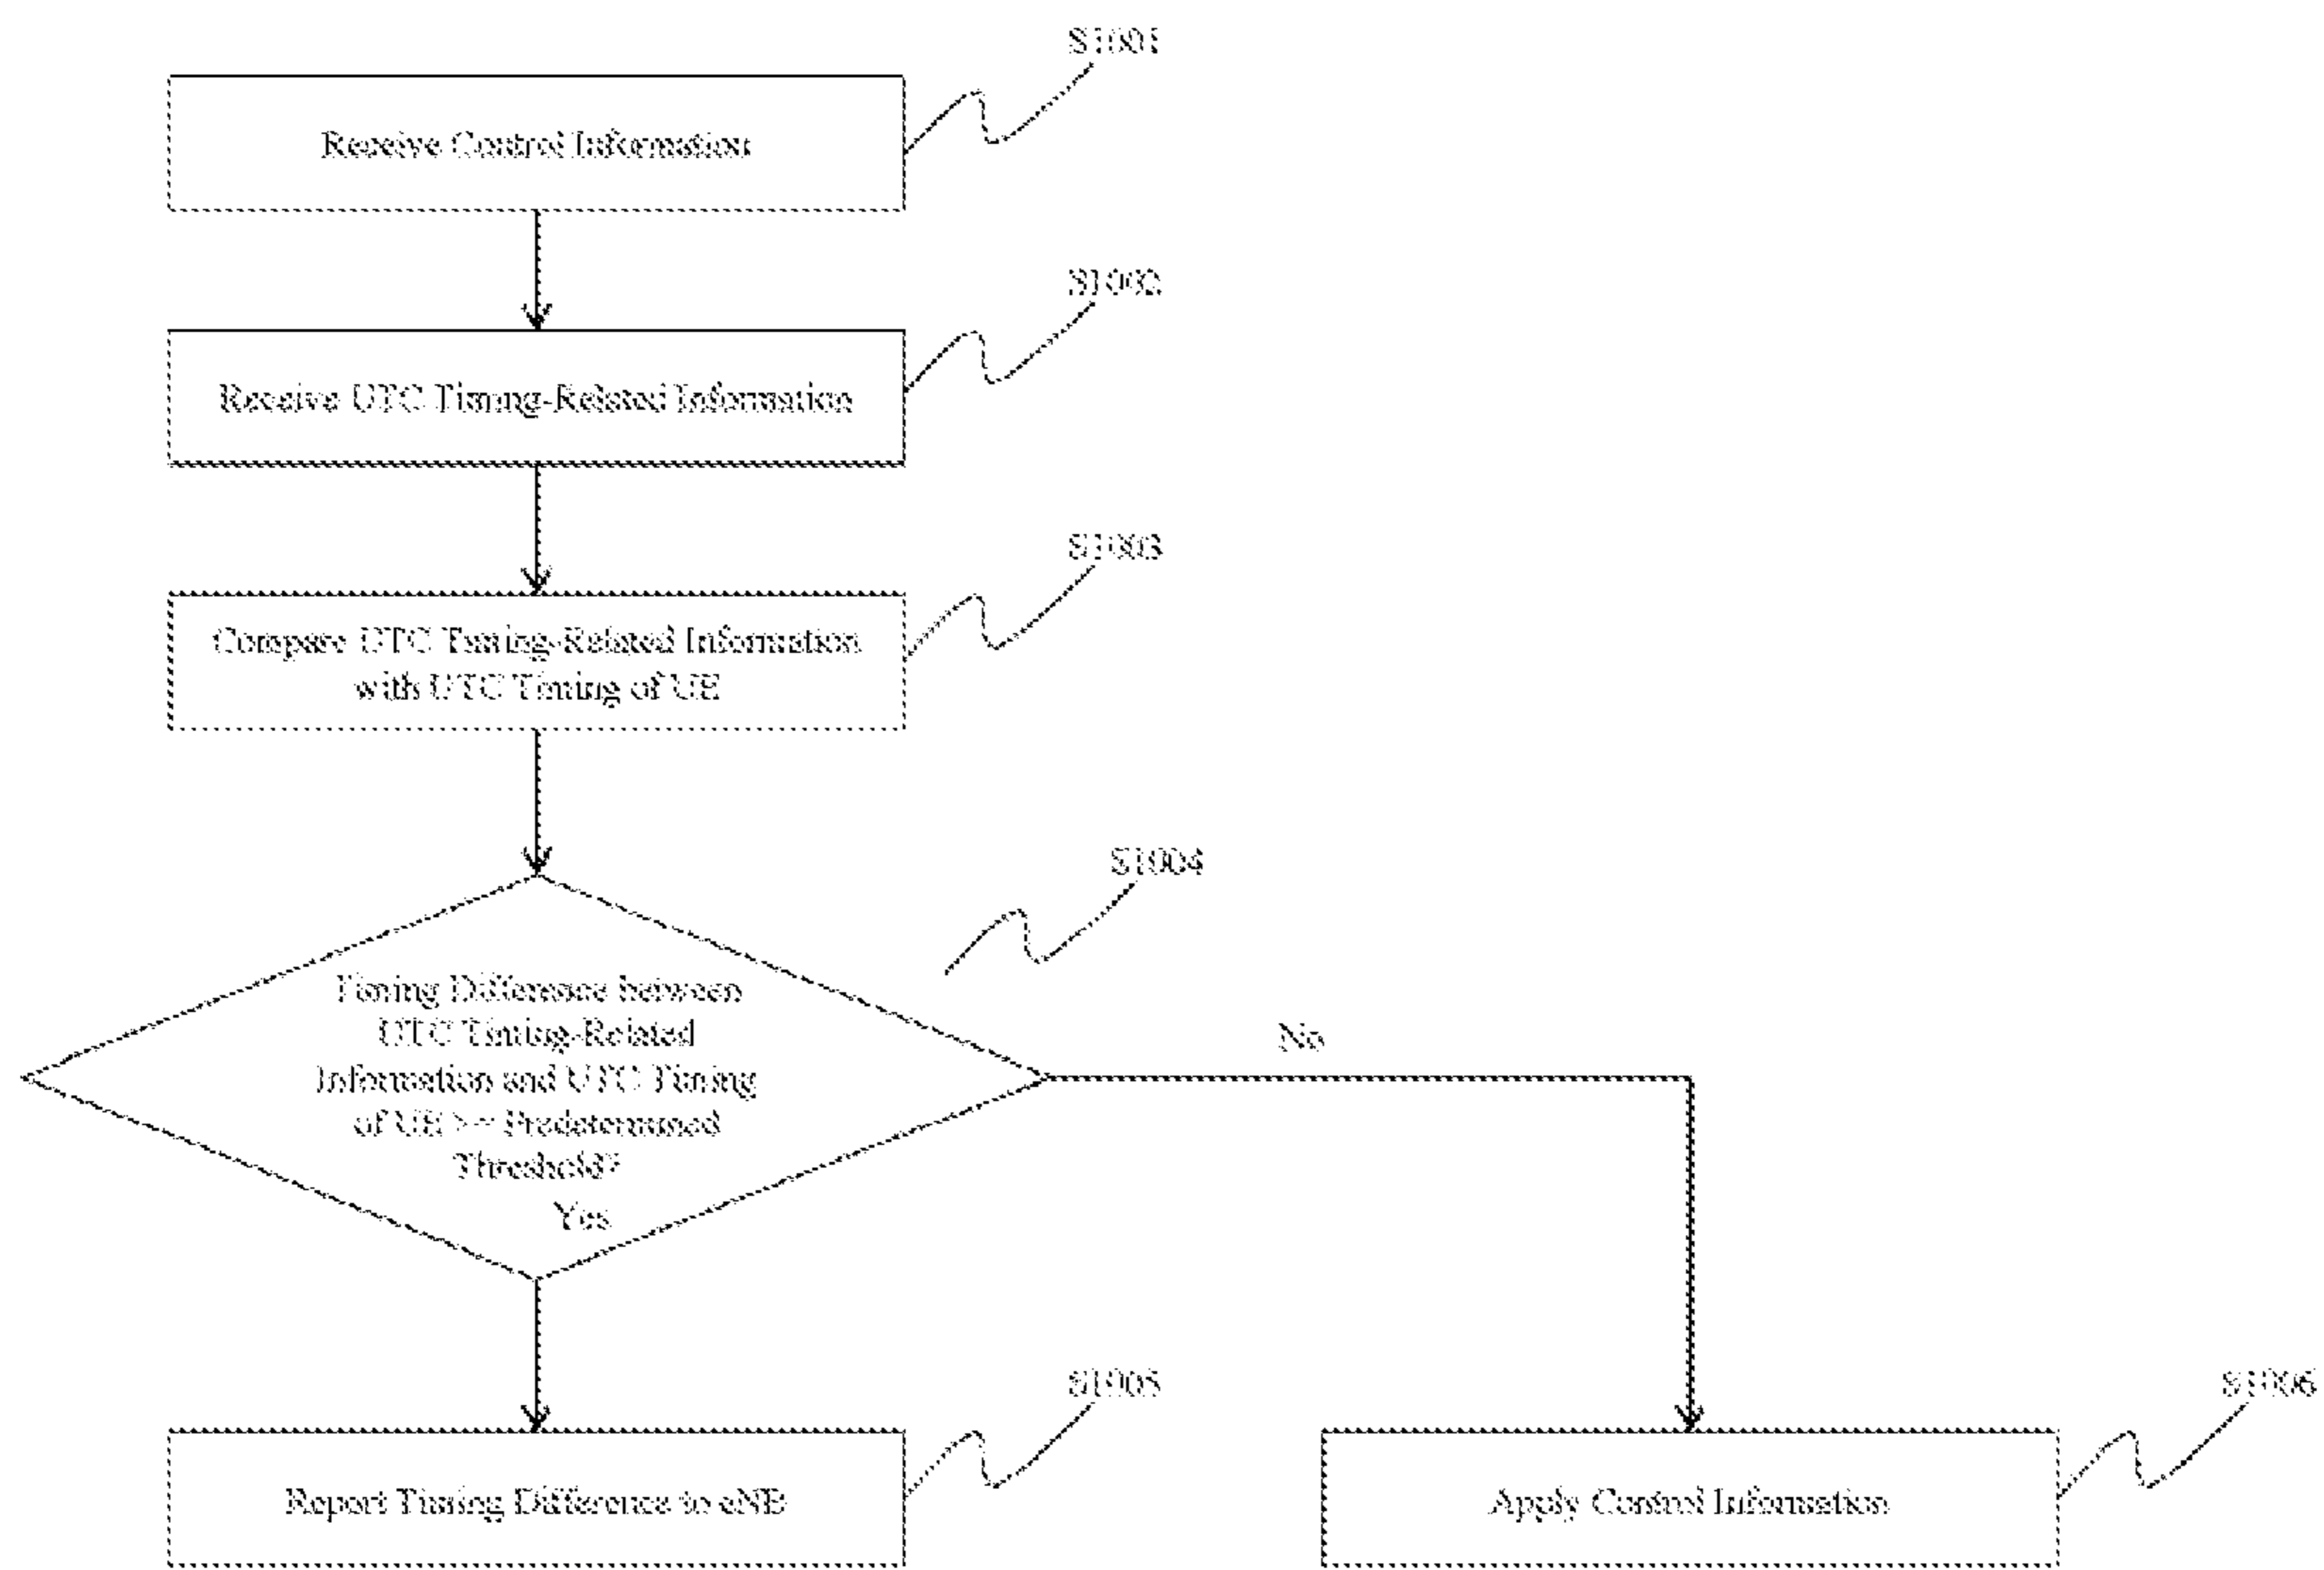 S1001
Receive Control Information
S1002
Receive UTC Timing-Related Information
S1003
Compare UTC Timing-Related Information
with UTC Timing of UE
S1004
Timing Difference between
UTC Timing-Related
Information and UTC Timing
of UE >= Predetermined
Threshold?
No
Yes
S1005
Report Timing Difference to eNB
S1006
Apply Control Information